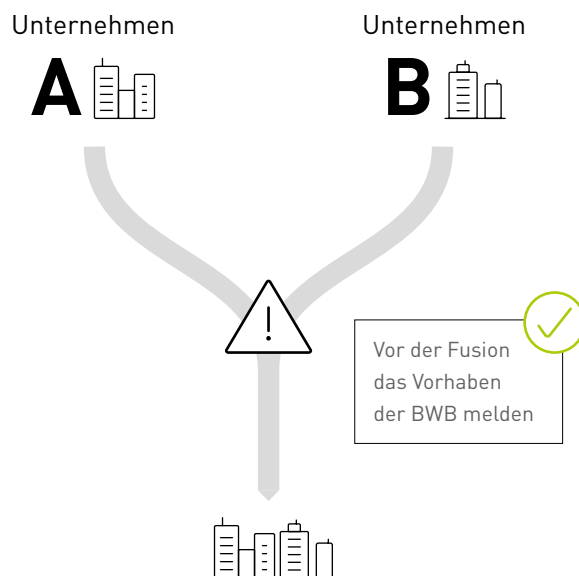 Unternehmen
Unternehmen
A
B
!
Vor der Fusion
das Vorhaben
der BWB melden